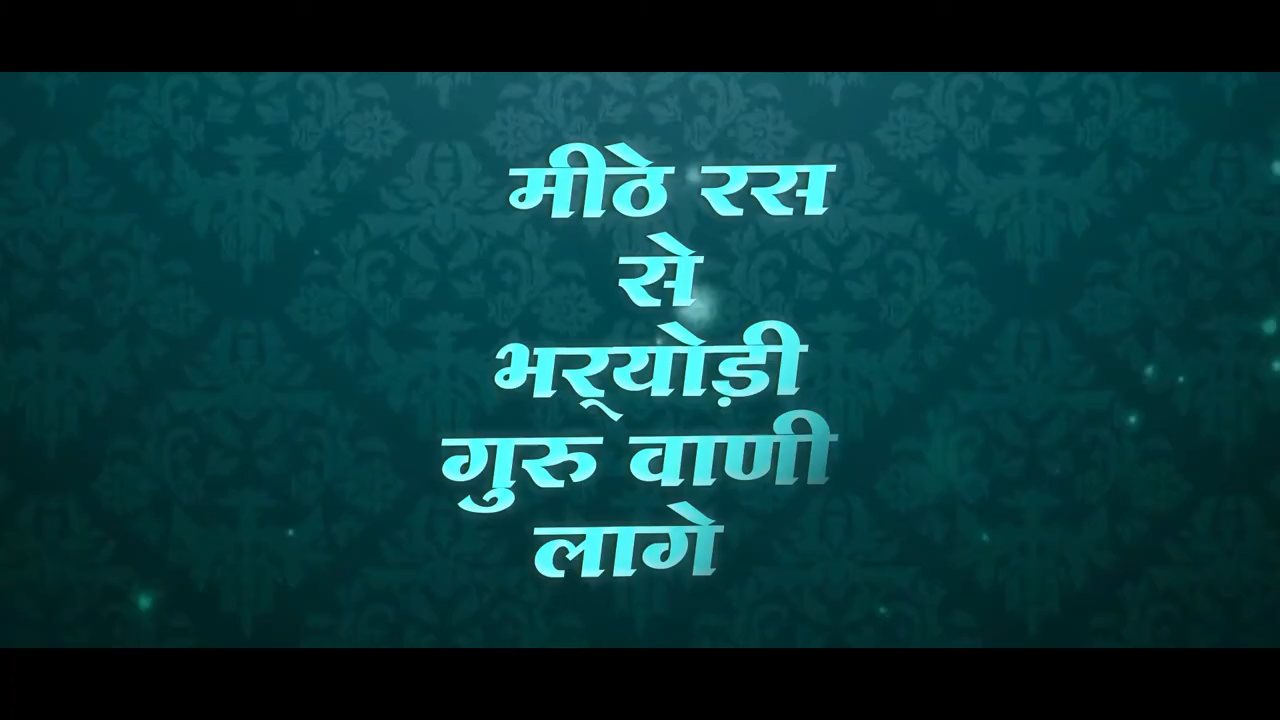 मीठे रस
से
भर्‌योड़ी
गुरु वाणी
लागे